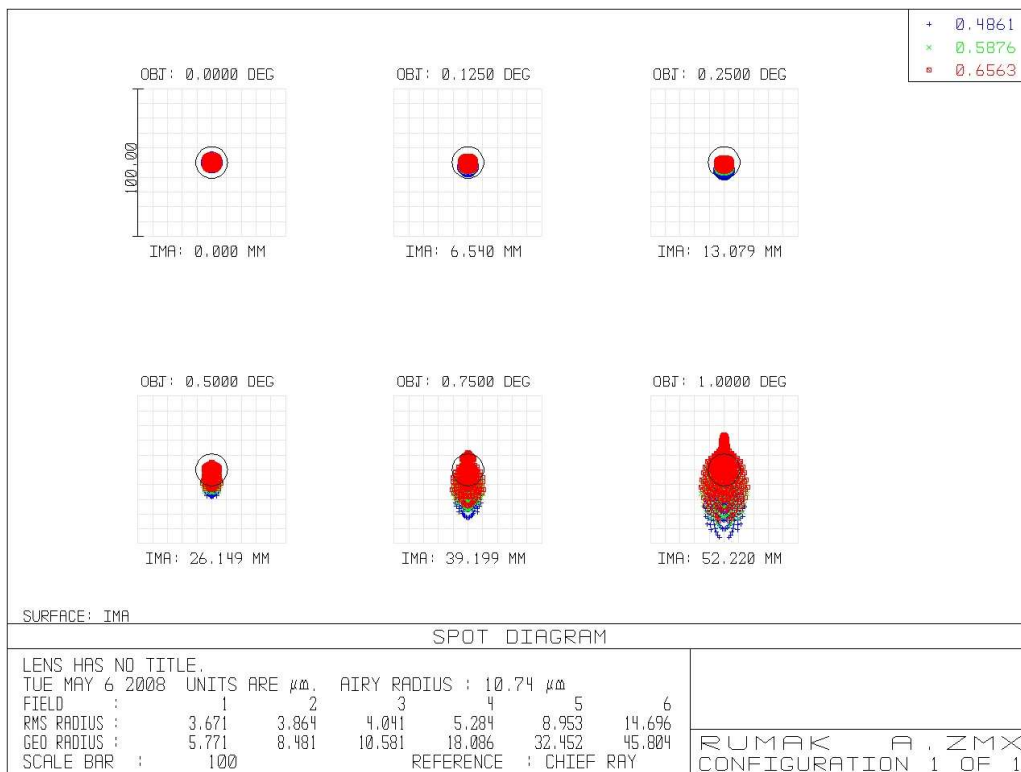 + 0.4861
× 0.5876
0.6563
OBJ: 0.0000 DEG
OBJ: 0.1250 DEG
OBJ: 0.2500 DEG
100.00
IMA: 0.000 MM
IMA: 6.540 MM
IMA: 13.079 MM
OBJ: 0.5000 DEG
OBJ: 0.7500 DEG
OBJ: 1.0000 DEG
IMA: 26.149 MM
IMA: 39.199 MM
IMA: 52.220 MM
SURFACE: IMA
SPOT DIAGRAM
LENS HAS NO TITLE.
TUE MAY 6 2008 UNITS ARE µm. AIRY RADIUS : 10.74 µm
FIELD : 1 2 3 4 5 6
RMS RADIUS : 3.671 3.864 4.041 5.284 8.953 14.696
GEO RADIUS : 5.771 8.481 10.581 18.086 32.452 45.804
SCALE BAR : 100 REFERENCE : CHIEF RAY
RUMAK A.ZMX
CONFIGURATION 1 OF 1